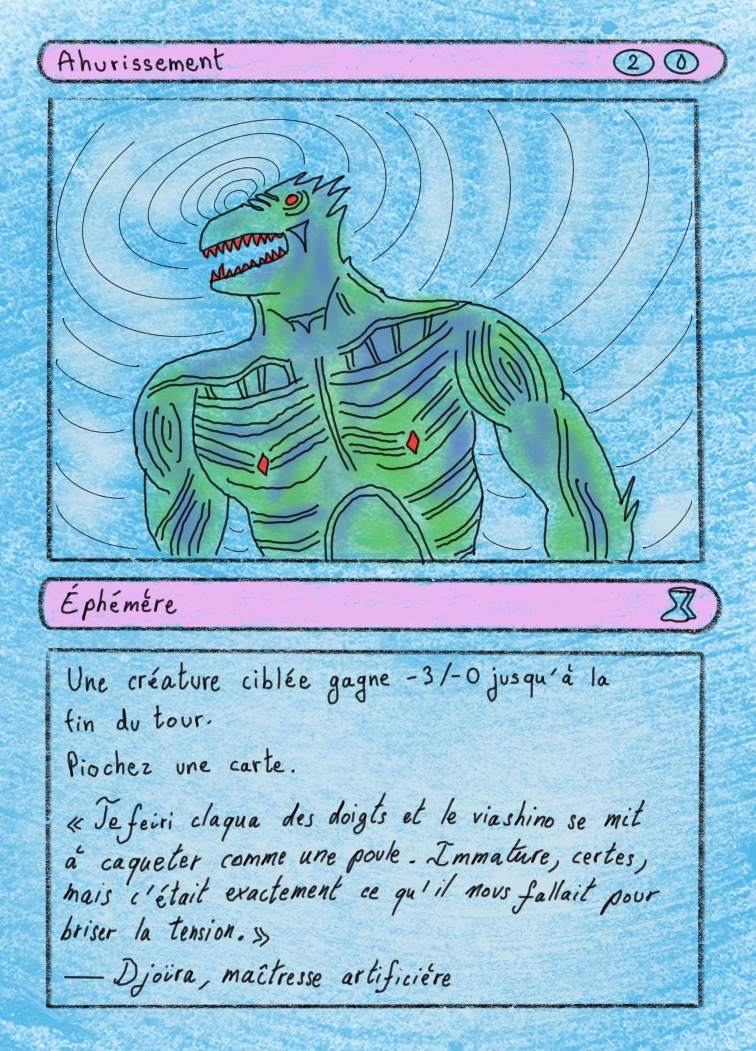 Ahurissement 2 0
Éphémère
Une créature ciblée gagne -3/-0 jusqu'à la
fin du tour.
Piochez une carte.
« Tefeiri claqua des doigts et le viashino se mit
à caqueter comme une poule. Immature, certes,
mais c'était exactement ce qu'il nous fallait pour
briser la tension. »
— Djoïra, maîtresse artificière